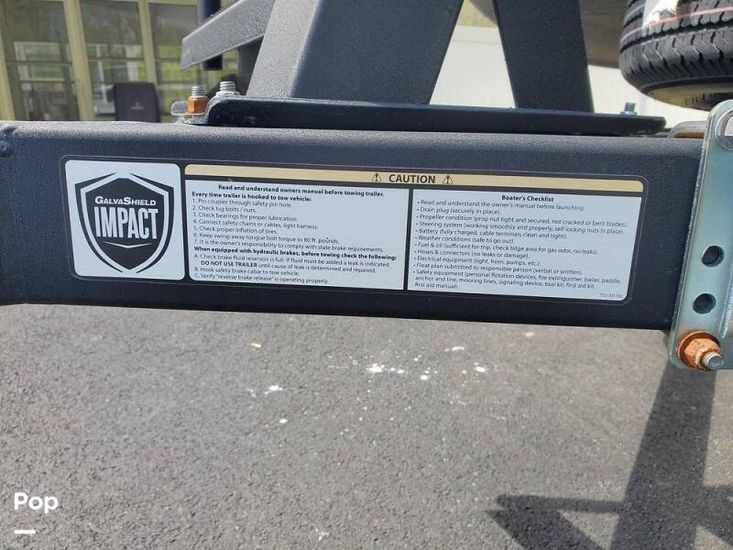 GALVASHIELD
IMPACT
CAUTION
Read and understand owners manual before towing trailer.
Every time trailer is hooked to tow vehicle:
1. Pin coupler through safety pin hole.
2. Check lug bolts / nuts.
3. Check bearings for proper lubrication.
4. Connect safety chains or cables, light harness.
5. Check proper inflation of tires.
6. Keep swing-away tongue bolt torque to 80 ft. pounds.
7. It is the owner's responsibility to comply with state brake requirements.
When equipped with hydraulic brakes, before towing check the following:
A. Check brake fluid reservoir is full. If fluid must be added a leak is indicated
DO NOT USE TRAILER until cause of leak is determined and repaired.
B. Hook safety brake cable to tow vehicle.
C. Verify "reverse brake release" is operating properly.
Boater's Checklist
• Read and understand the owner's manual before launching.
• Drain plug (securely in place).
• Propeller condition (prop nut tight and secured, not cracked or bent blades).
• Steering system (working smoothly and properly, self locking nuts in place).
• Battery (fully charged, cable terminals clean and tight).
• Weather conditions (safe to go out).
• Fuel & oil (sufficient for trip, check bilge area for gas odor, no leaks).
• Hoses & connectors (no leaks or damage).
• Electrical equipment (light, horn, pumps, etc.).
• Float plan submitted to responsible person (verbal or written).
• Safety equipment (personal flotation devices, fire extinguisher, bailer, paddle,
anchor and line, mooring lines, signaling device, tool kit, first aid kit,
first aid manual).
Pop